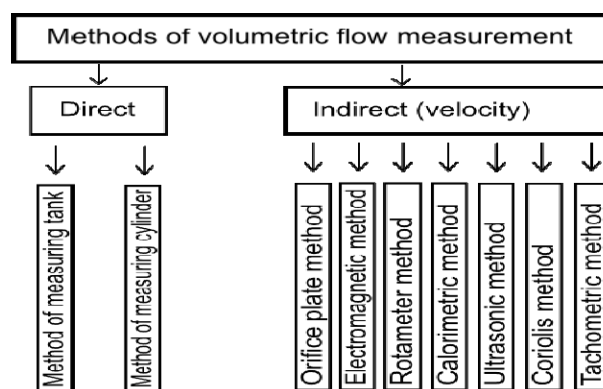 Methods of volumetric flow measurement
Direct
Indirect (velocity)
Method of measuring tank
Method of measuring cylinder
Orifice plate method
Electromagnetic method
Rotameter method
Calorimetric method
Ultrasonic method
Coriolis method
Tachometric method